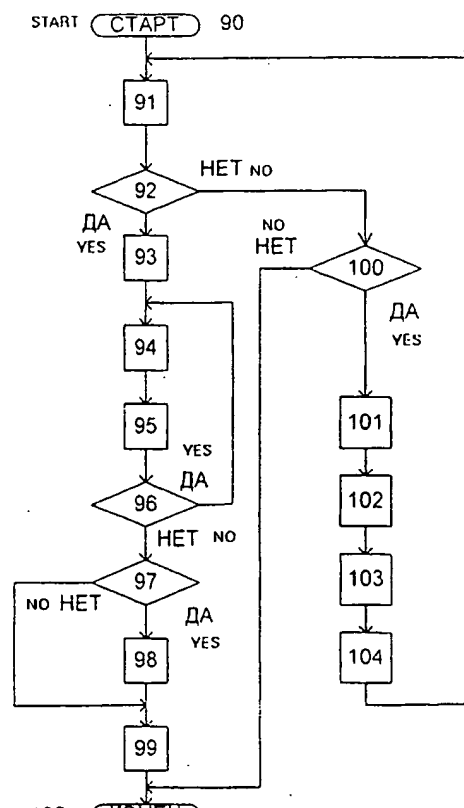 START СТАРТ 90
91
НЕТ NO
92
ДА
YES
93
NO
НЕТ
100
ДА
YES
94
95
YES
ДА
96
НЕТ NO
97
NO НЕТ
ДА
YES
98
99
101
102
103
104